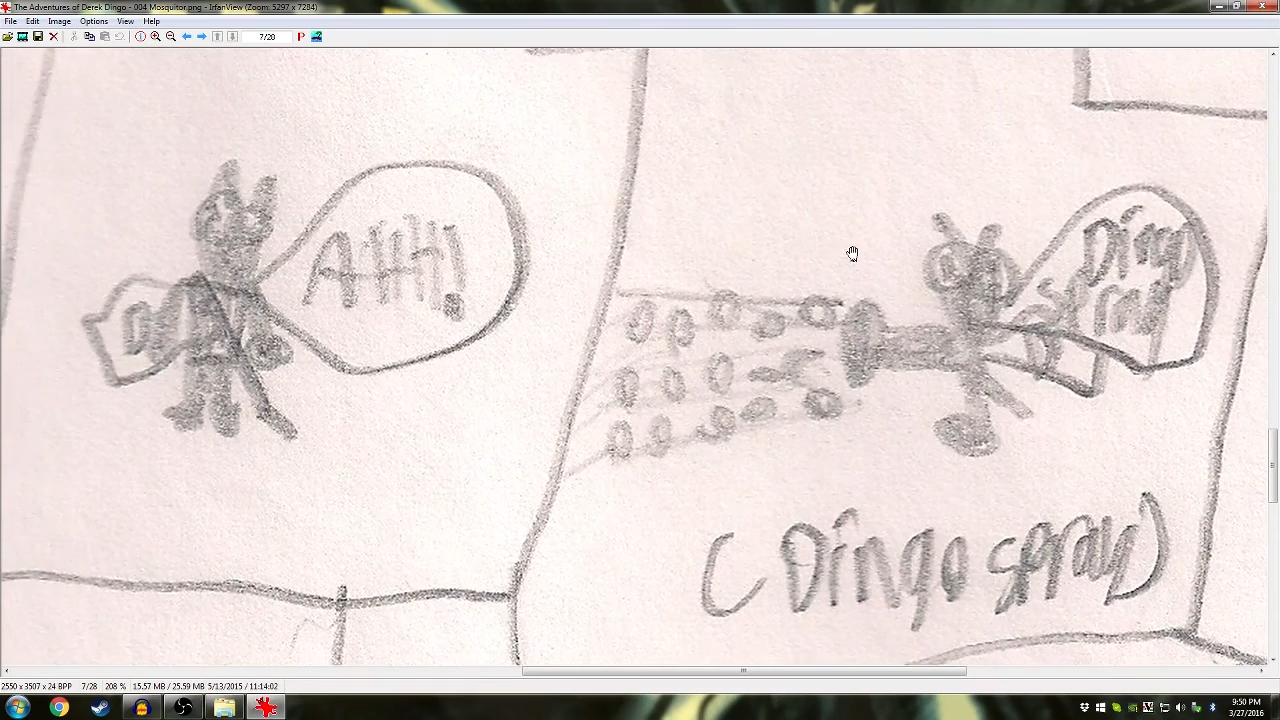 The Adventures of Derek Dingo - 004 Mosquitor.png - IrfanView (Zoom: 5297 x 7284)
File Edit Image Options View Help
7/20
AHH!
D
Dingo
spray
(Dingo spray)
2550 x 3507 x 24 BPP 7/28 208 % 15.57 MB / 25.59 MB 5/13/2015 / 11:14:02
9:50 PM
3/27/2016